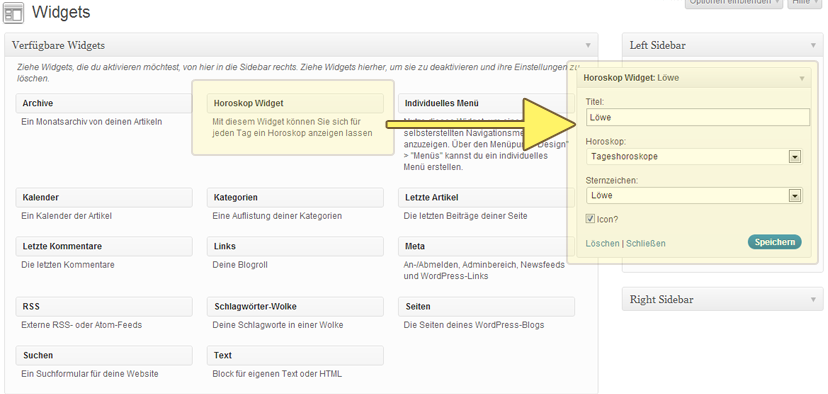 Optionen einblenden
Hilfe
Widgets
Verfügbare Widgets
Ziehe Widgets, die du aktivieren möchtest, von hier in die Sidebar rechts. Ziehe Widgets hierher, um sie zu deaktivieren und ihre Einstellungen zu
löschen.
Archive
Ein Monatsarchiv von deinen Artikeln
Horoskop Widget
Mit diesem Widget können Sie sich für
jeden Tag ein Horoskop anzeigen lassen
Individuelles Menü
selbsterstellten
anzuzeigen. Über den Design"
> "Menüs" kannst du ein individuelles
Menü erstellen.
Kalender
Ein Kalender der Artikel
Kategorien
Eine Auflistung deiner Kategorien
Letzte Artikel
Die letzten Beiträge deiner Seite
Letzte Kommentare
Die letzten Kommentare
Links
Deine Blogroll
Meta
An-/Abmelden, Adminbereich, Newsfeeds
und WordPress-Links
RSS
Externe RSS- oder Atom-Feeds
Schlagwörter-Wolke
Deine Schlagworte in einer Wolke
Seiten
Die Seiten deines WordPress-Blogs
Suchen
Ein Suchformular für deine Website
Text
Block für eigenen Text oder HTML
Left Sidebar
Horoskop Widget: Löwe
Titel:
Löwe
Horoskop:
Tageshoroskope
Sternzeichen:
Löwe
Icon?
Löschen | Schließen
Speichern
Right Sidebar